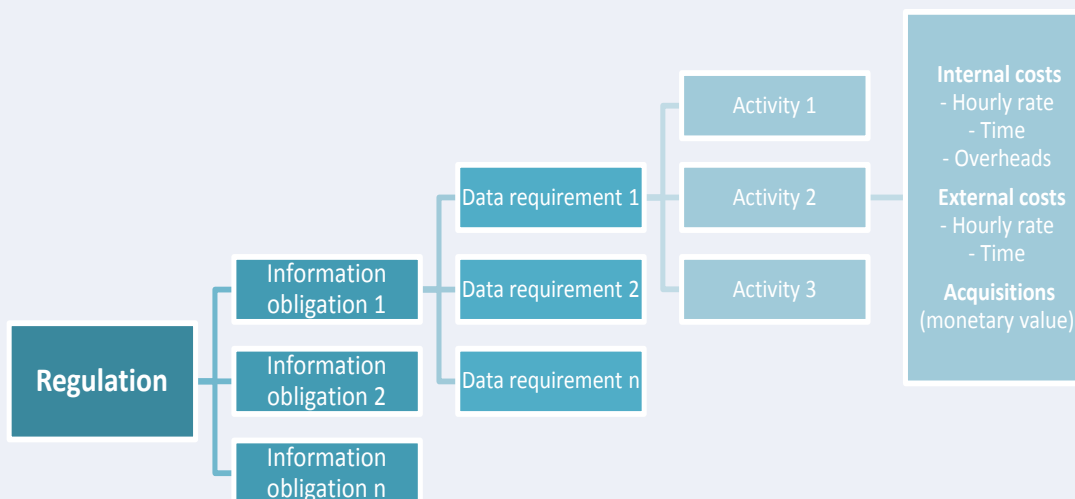 Regulation
Information
obligation 1
Information
obligation 2
Information
obligation n
Data requirement 1
Data requirement 2
Data requirement n
Activity 1
Activity 2
Activity 3
Internal costs
- Hourly rate
- Time
- Overheads
External costs
- Hourly rate
- Time
Acquisitions
(monetary value)